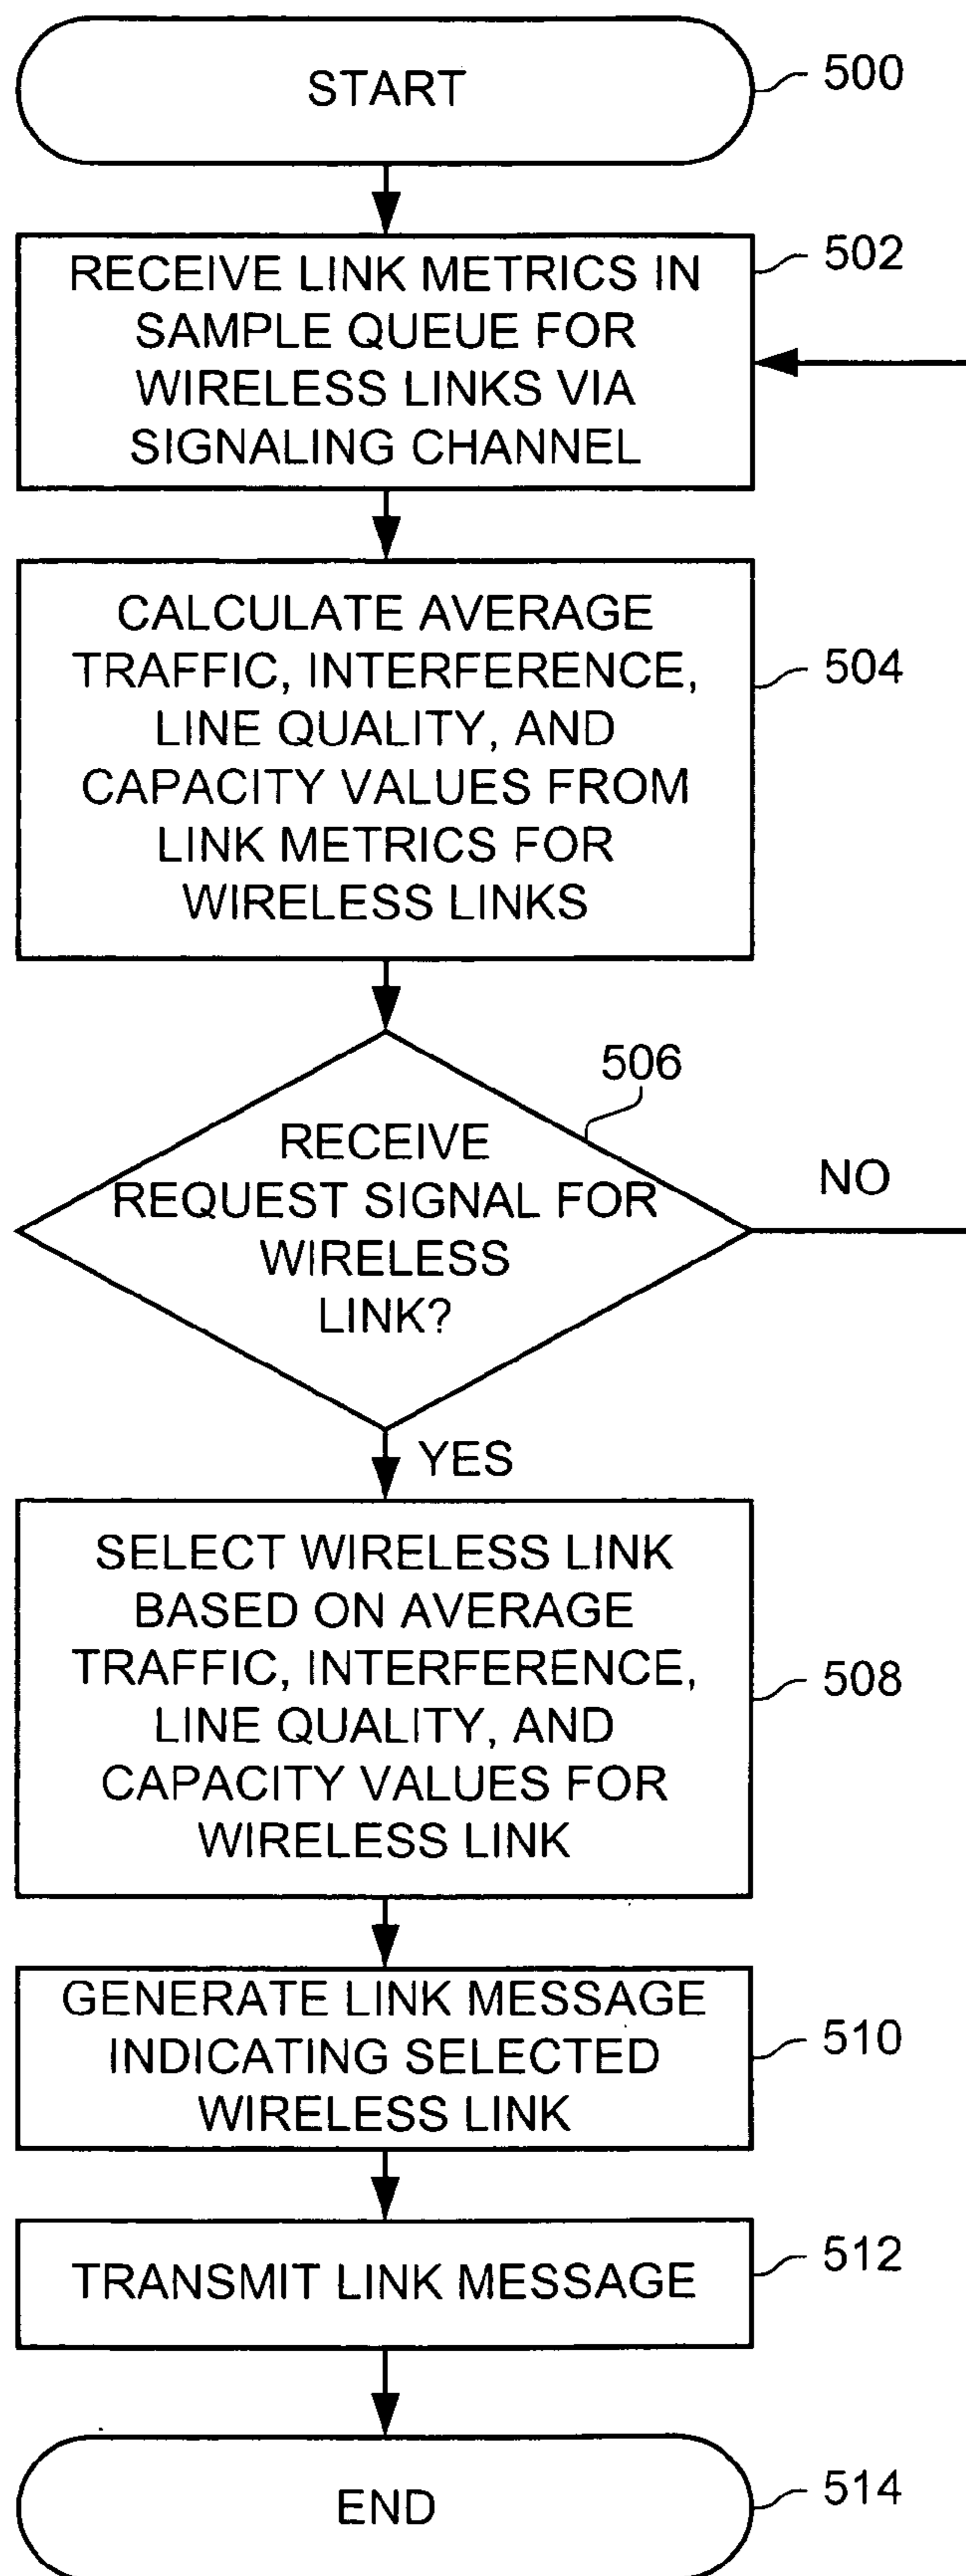 START
500
RECEIVE LINK METRICS IN
SAMPLE QUEUE FOR
WIRELESS LINKS VIA
SIGNALING CHANNEL
502
CALCULATE AVERAGE
TRAFFIC, INTERFERENCE,
LINE QUALITY, AND
CAPACITY VALUES FROM
LINK METRICS FOR
WIRELESS LINKS
504
506
RECEIVE
REQUEST SIGNAL FOR
WIRELESS
LINK?
NO
YES
SELECT WIRELESS LINK
BASED ON AVERAGE
TRAFFIC, INTERFERENCE,
LINE QUALITY, AND
CAPACITY VALUES FOR
WIRELESS LINK
508
GENERATE LINK MESSAGE
INDICATING SELECTED
WIRELESS LINK
510
TRANSMIT LINK MESSAGE
512
END
514